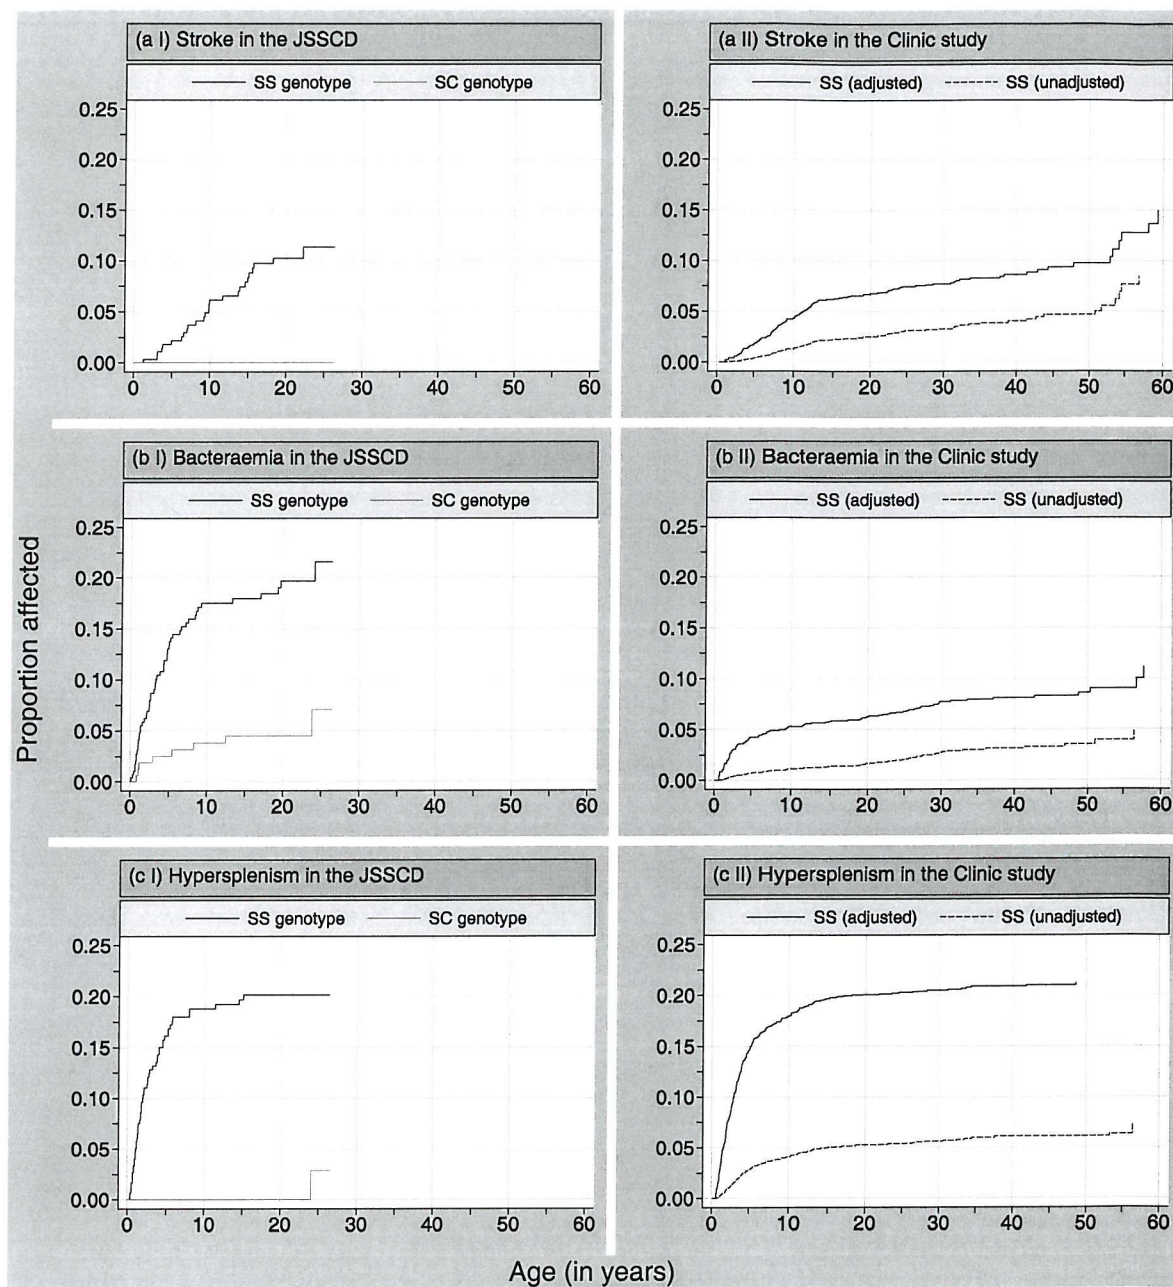 (a I) Stroke in the JSSCD
SS genotype SC genotype
0.25
0.20
0.15
0.10
0.05
0.00
0 10 20 30 40 50 60
(a II) Stroke in the Clinic study
SS (adjusted) SS (unadjusted)
0.25
0.20
0.15
0.10
0.05
0.00
0 10 20 30 40 50 60
Proportion affected
(b I) Bacteraemia in the JSSCD
SS genotype SC genotype
0.25
0.20
0.15
0.10
0.05
0.00
0 10 20 30 40 50 60
(b II) Bacteraemia in the Clinic study
SS (adjusted) SS (unadjusted)
0.25
0.20
0.15
0.10
0.05
0.00
0 10 20 30 40 50 60
(c I) Hypersplenism in the JSSCD
SS genotype SC genotype
0.25
0.20
0.15
0.10
0.05
0.00
0 10 20 30 40 50 60
(c II) Hypersplenism in the Clinic study
SS (adjusted) SS (unadjusted)
0.25
0.20
0.15
0.10
0.05
0.00
0 10 20 30 40 50 60
Age (in years)